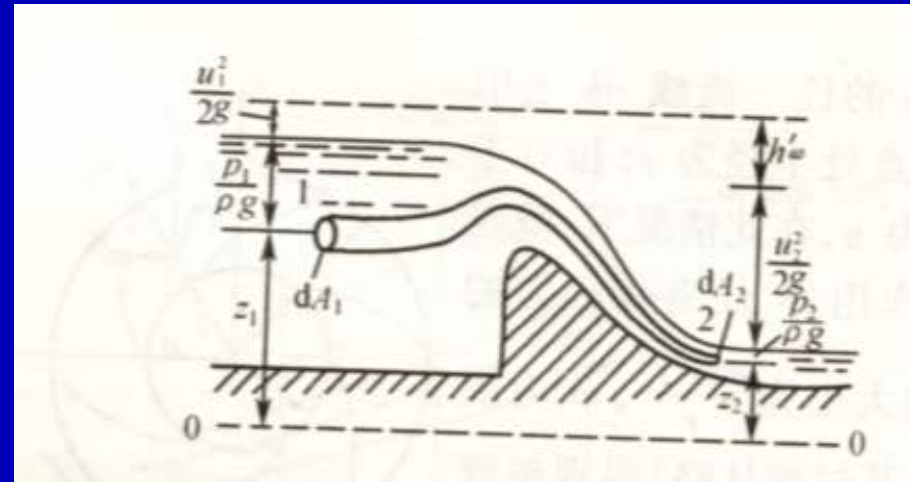 u₁²/2g
p₁/ρg
1
z₁
dA₁
h'ω
u₂²/2g
dA₂
2
p₂/ρg
z₂
0
0